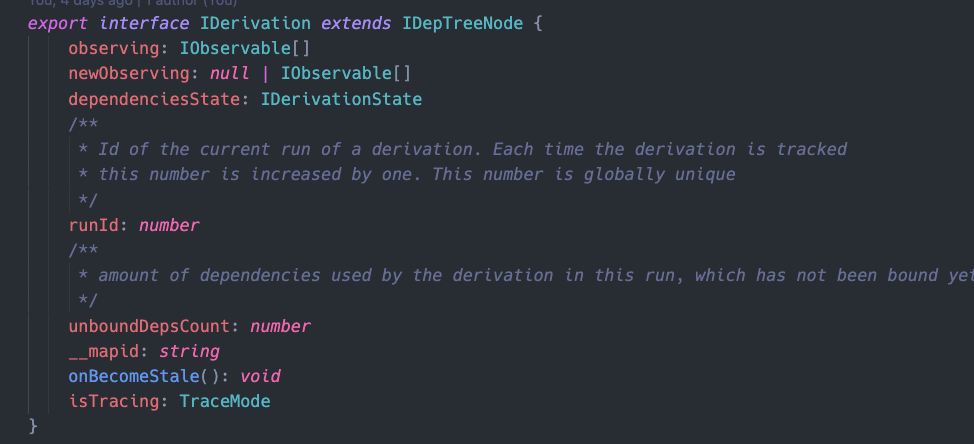 You, 4 days ago | 1 author (You)
export interface IDerivation extends IDepTreeNode {
observing: IObservable[]
newObserving: null | IObservable[]
dependenciesState: IDerivationState
/**
* Id of the current run of a derivation. Each time the derivation is tracked
* this number is increased by one. This number is globally unique
*/
runId: number
/**
* amount of dependencies used by the derivation in this run, which has not been bound yet
*/
unboundDepsCount: number
__mapid: string
onBecomeStale(): void
isTracing: TraceMode
}